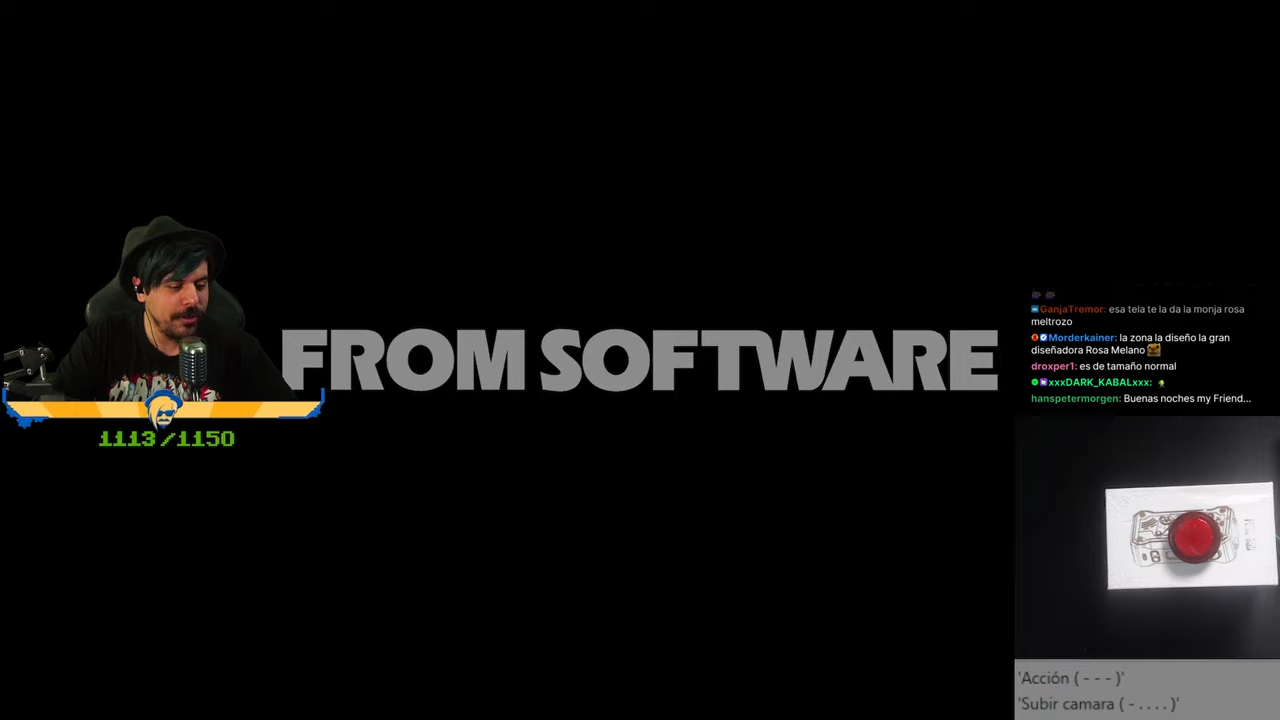 FROM SOFTWARE
1113/1150
GanjaTremor: esa tela te la da la monja rosa
meltrozo
Morderkainer: la zona la diseño la gran
diseñadora Rosa Melano
droxper1: es de tamaño normal
xxxDARK_KABALxxx:
hanspetermorgen: Buenas noches my Friend...
'Acción ( - - - )'
'Subir camara ( - . . . . )'